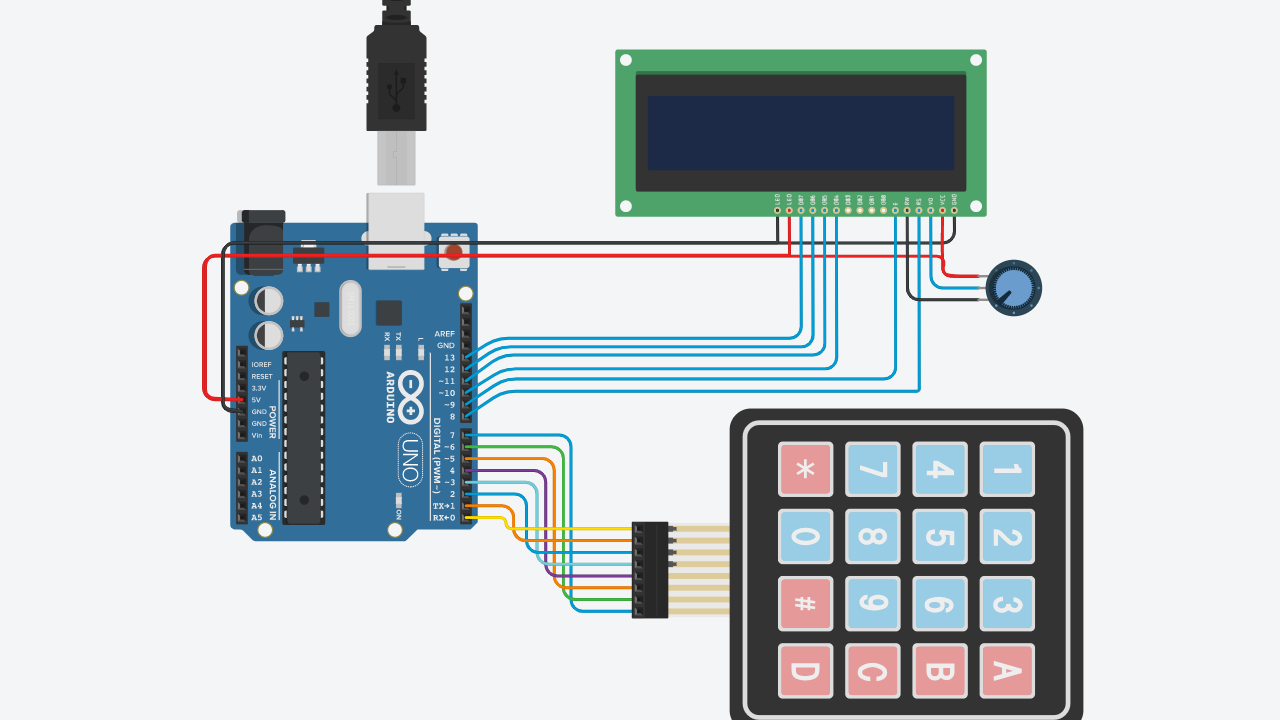 LED LED DB7 DB6 DB5 DB4 DB3 DB2 DB1 DB0 E RW RS VO VCC GND
AREF
GND
RX TX L
13
12
~11
~10
~9
8
IOREF
RESET
3.3V
5V
GND
GND
Vin
POWER
ARDUINO
UNO
DIGITAL (PWM~)
7
~6
~5
4
~3
2
TX→1
RX←0
ON
A0
A1
A2
A3
A4
A5
ANALOG IN
* 7 4 1
0 8 5 2
# 9 6 3
D C B A